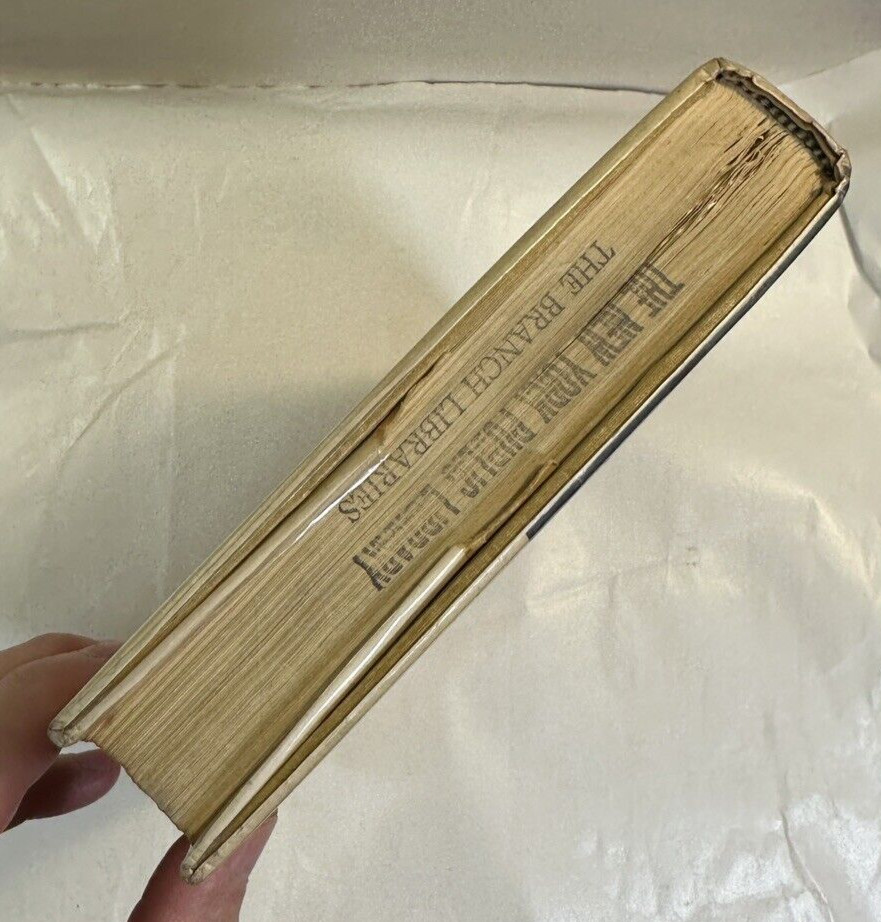 THE NEW YORK PUBLIC LIBRARY
THE BRANCH LIBRARIES